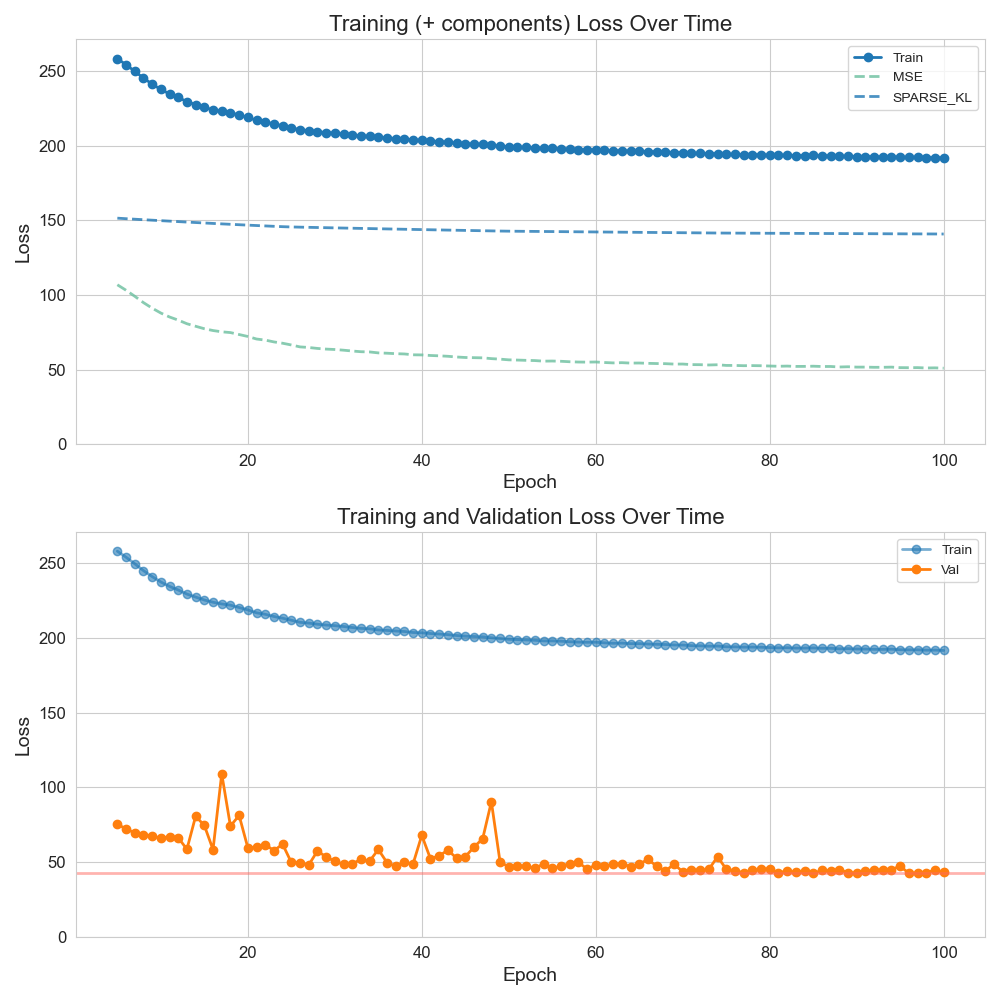 Training (+ components) Loss Over Time
Train
MSE
SPARSE_KL
250
200
150
100
50
0
Loss
20 40 60 80 100
Epoch
Training and Validation Loss Over Time
Train
Val
250
200
150
100
50
0
Loss
20 40 60 80 100
Epoch